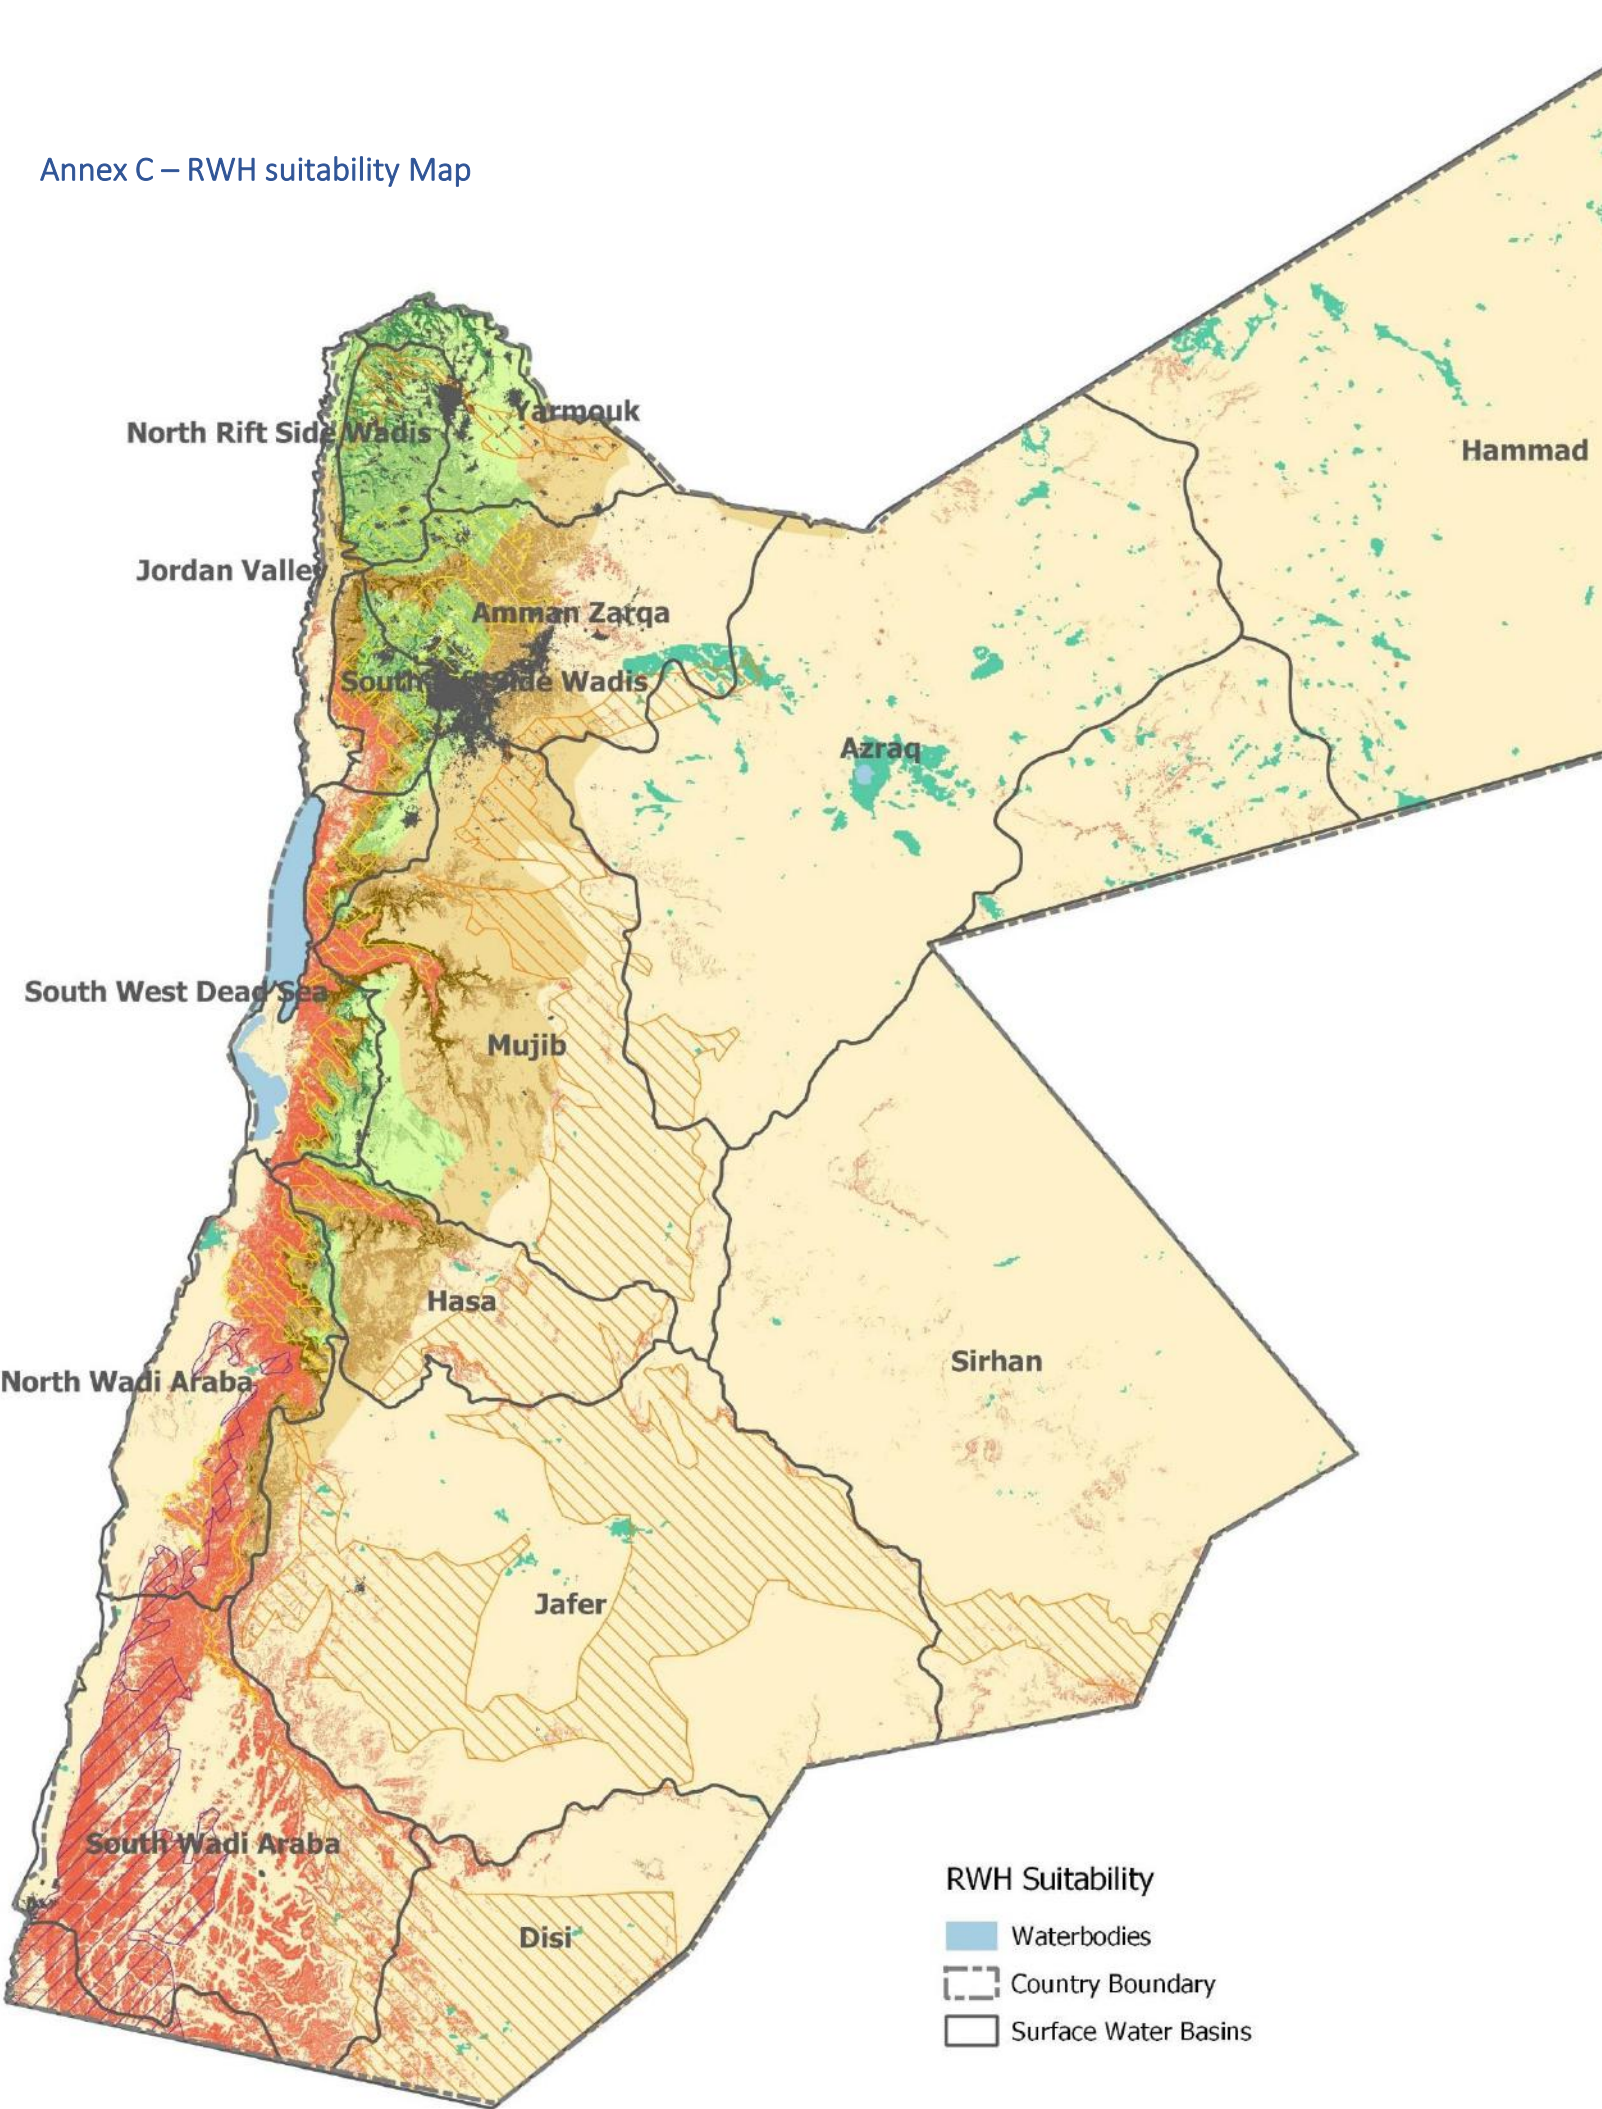 Annex C – RWH suitability Map
Yarmouk
North Rift Side Wadis
Hammad
Jordan Valley
Amman Zarqa
South Rift Side Wadis
Azraq
South West Dead Sea
Mujib
Hasa
Sirhan
North Wadi Araba
Jafer
South Wadi Araba
Disi
RWH Suitability
Waterbodies
Country Boundary
Surface Water Basins